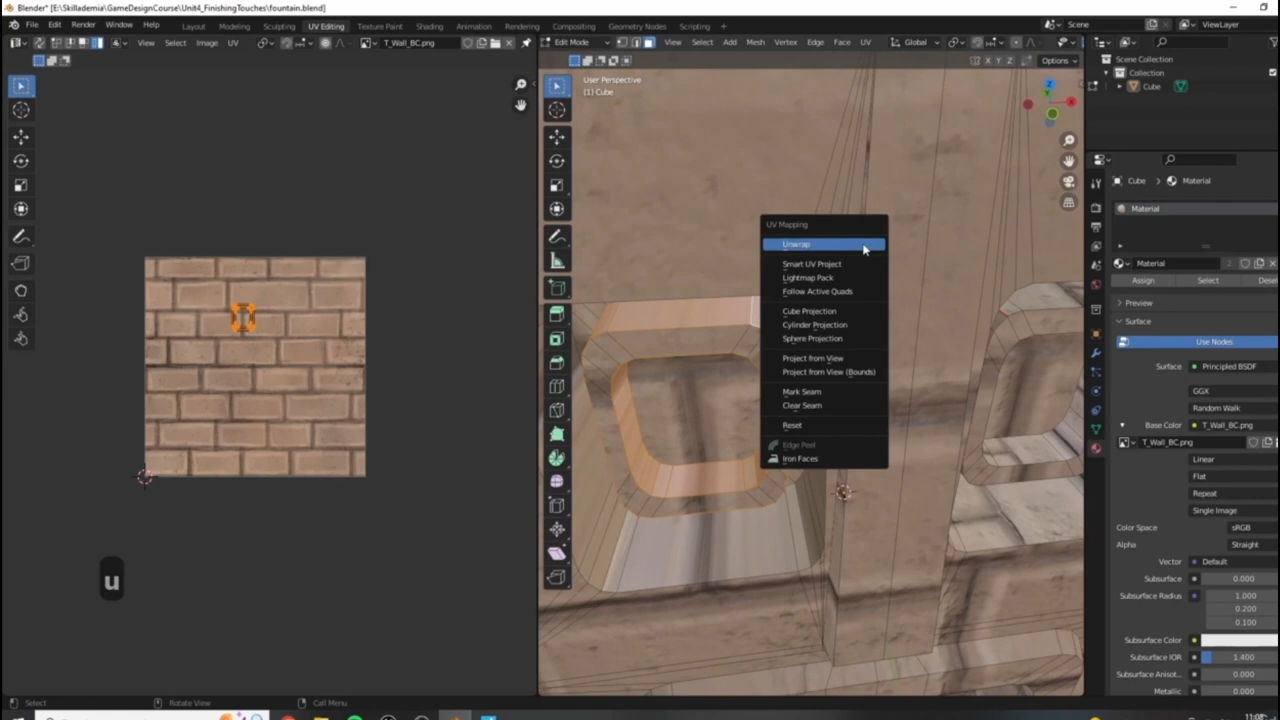 Blender* [E:\Skillademia\GameDesignCourse\Unit4_FinishingTouches\fountain.blend]
File Edit Render Window Help Layout Modeling Sculpting UV Editing Texture Paint Shading Animation Rendering Compositing Geometry Nodes Scripting + Scene ViewLayer
View Select Image UV T_Wall_BC.png Edit Mode View Select Add Mesh Vertex Edge Face UV Global
X Y Z Options
User Perspective
(1) Cube
Scene Collection
Collection
Cube
Cube > Material
Material
Material 2
Assign Select Dese
Preview
Surface
Use Nodes
Surface: Principled BSDF
GGX
Random Walk
Base Color T_Wall_BC.png
T_Wall_BC.png
Linear
Flat
Repeat
Single Image
Color Space sRGB
Alpha Straight
Vector Default
Subsurface 0.000
Subsurface Radius 1.000
0.200
0.100
Subsurface Color
Subsurface IOR 1.400
Subsurface Anisot... 0.000
Metallic 0.000
UV Mapping
Unwrap
Smart UV Project
Lightmap Pack
Follow Active Quads
Cube Projection
Cylinder Projection
Sphere Projection
Project from View
Project from View (Bounds)
Mark Seam
Clear Seam
Reset
Edge Peel
Iron Faces
u
Select Rotate View Call Menu